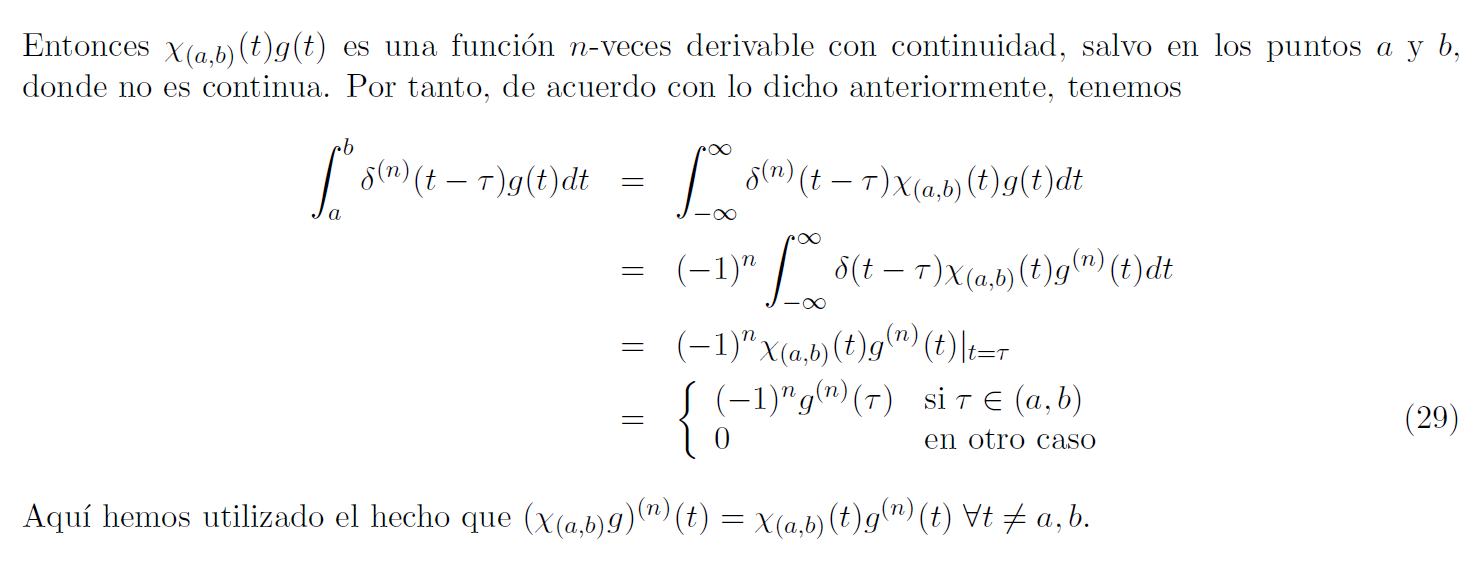 Entonces χ_{(a,b)}(t)g(t) es una función n-veces derivable con continuidad, salvo en los puntos a y b,
donde no es continua. Por tanto, de acuerdo con lo dicho anteriormente, tenemos
∫_a^b δ^{(n)}(t − τ)g(t)dt = ∫_{−∞}^{∞} δ^{(n)}(t − τ)χ_{(a,b)}(t)g(t)dt
= (−1)^n ∫_{−∞}^{∞} δ(t − τ)χ_{(a,b)}(t)g^{(n)}(t)dt
= (−1)^n χ_{(a,b)}(t)g^{(n)}(t)|_{t=τ}
= { (−1)^n g^{(n)}(τ) si τ ∈ (a, b)
0 en otro caso (29)
Aquí hemos utilizado el hecho que (χ_{(a,b)}g)^{(n)}(t) = χ_{(a,b)}(t)g^{(n)}(t) ∀t ≠ a, b.